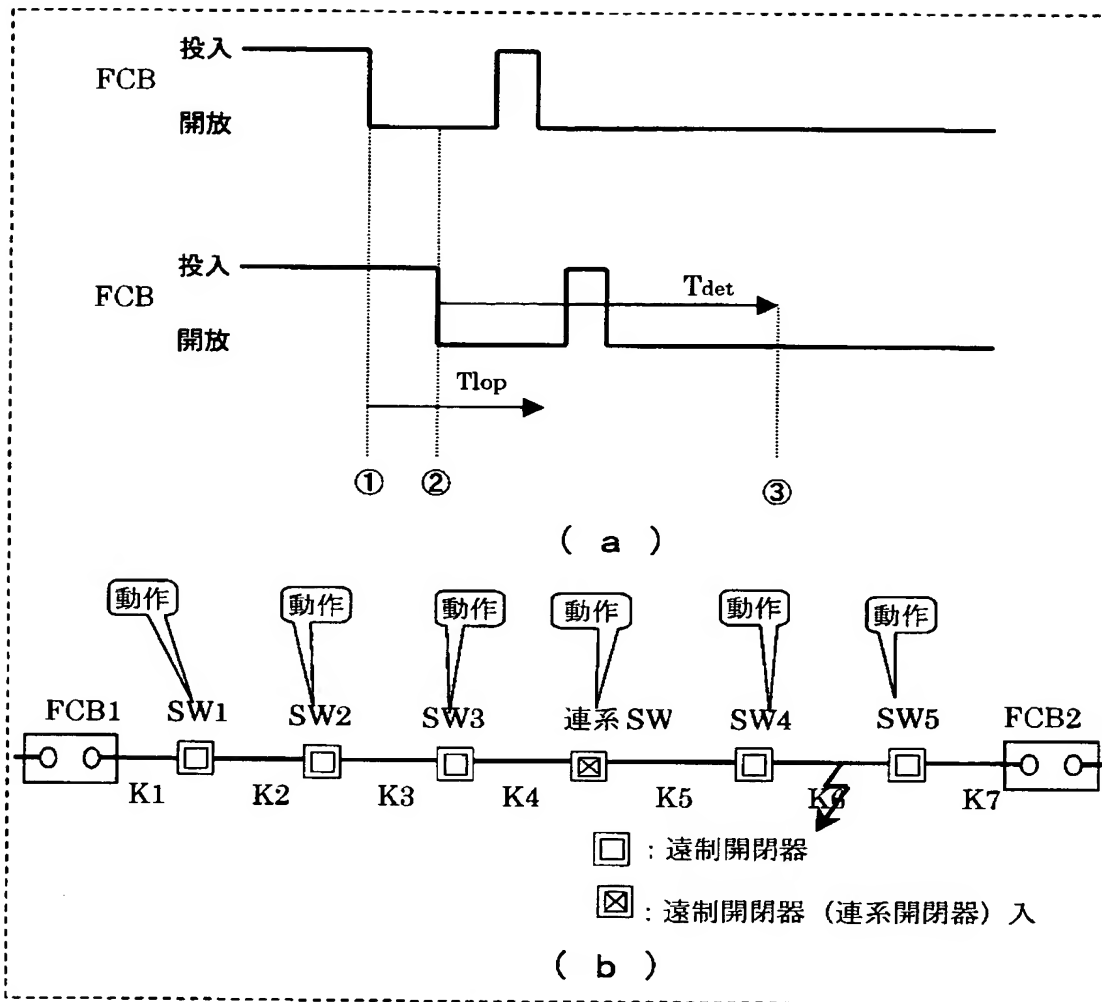 投入
FCB
開放
投入
FCB
開放
Tdet
Tlop
① ② ③
( a )
動作 動作 動作 動作 動作 動作
FCB1 SW1 SW2 SW3 連系 SW SW4 SW5 FCB2
K1 K2 K3 K4 K5 K6 K7
：遠制開閉器
：遠制開閉器（連系開閉器）入
( b )